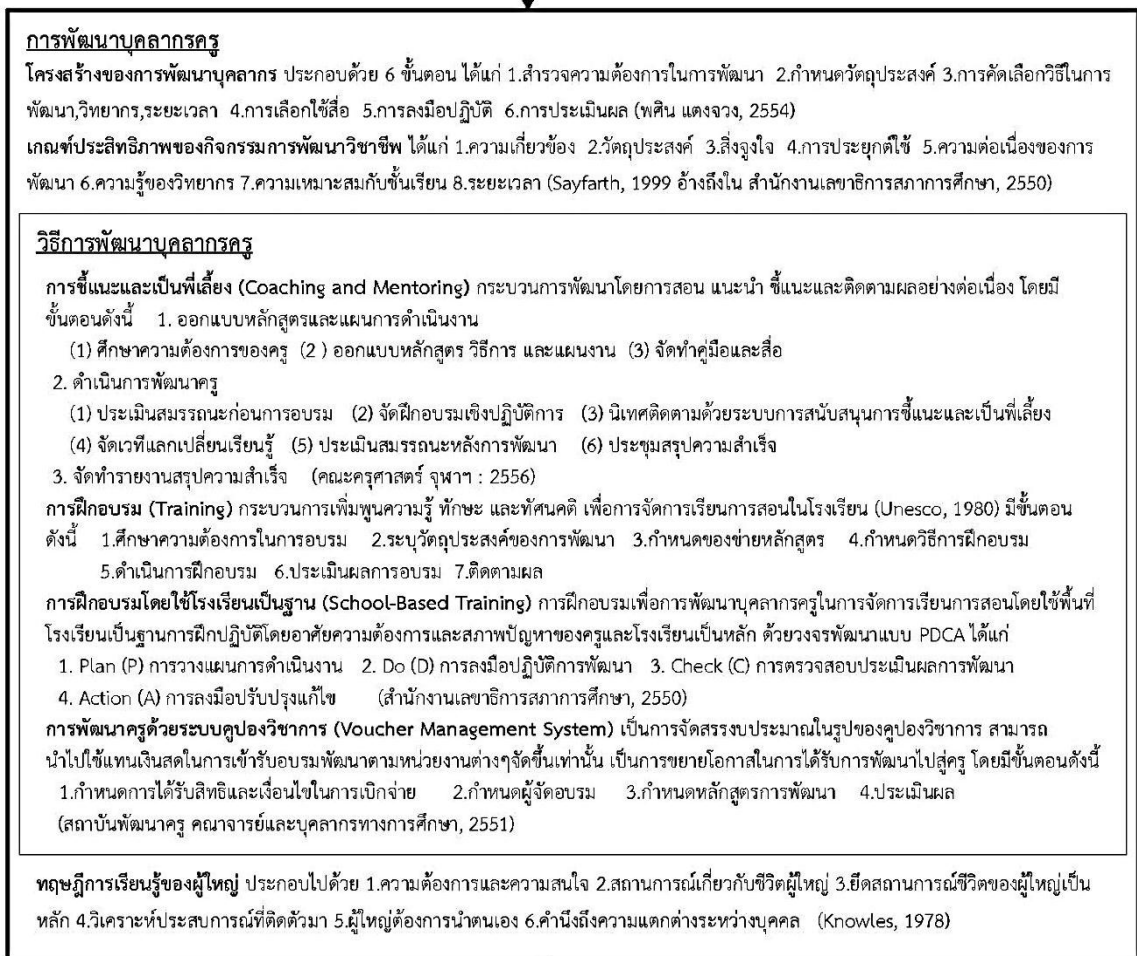 การพัฒนาบุคลากรครู
โครงสร้างของการพัฒนาบุคลากร ประกอบด้วย 6 ขั้นตอน ได้แก่ 1.สำรวจความต้องการในการพัฒนา 2.กำหนดวัตถุประสงค์ 3.การคัดเลือกวิธีในการ
พัฒนา,วิทยากร,ระยะเวลา 4.การเลือกใช้สื่อ 5.การลงมือปฏิบัติ 6.การประเมินผล (พศิน แตงจวง, 2554)
เกณฑ์ประสิทธิภาพของกิจกรรมการพัฒนาวิชาชีพ ได้แก่ 1.ความเกี่ยวข้อง 2.วัตถุประสงค์ 3.สิ่งจูงใจ 4.การประยุกต์ใช้ 5.ความต่อเนื่องของการ
พัฒนา 6.ความรู้ของวิทยากร 7.ความเหมาะสมกับชั้นเรียน 8.ระยะเวลา (Sayfarth, 1999 อ้างถึงใน สำนักงานเลขาธิการสภาการศึกษา, 2550)
วิธีการพัฒนาบุคลากรครู
การชี้แนะและเป็นพี่เลี้ยง (Coaching and Mentoring) กระบวนการพัฒนาโดยการสอน แนะนำ ชี้แนะและติดตามผลอย่างต่อเนื่อง โดยมี
ขั้นตอนดังนี้ 1. ออกแบบหลักสูตรและแผนการดำเนินงาน
(1) ศึกษาความต้องการของครู (2 ) ออกแบบหลักสูตร วิธีการ และแผนงาน (3) จัดทำคู่มือและสื่อ
2. ดำเนินการพัฒนาครู
(1) ประเมินสมรรถนะก่อนการอบรม (2) จัดฝึกอบรมเชิงปฏิบัติการ (3) นิเทศติดตามด้วยระบบการสนับสนุนการชี้แนะและเป็นพี่เลี้ยง
(4) จัดเวทีแลกเปลี่ยนเรียนรู้ (5) ประเมินสมรรถนะหลังการพัฒนา (6) ประชุมสรุปความสำเร็จ
3. จัดทำรายงานสรุปความสำเร็จ (คณะครุศาสตร์ จุฬาฯ : 2556)
การฝึกอบรม (Training) กระบวนการเพิ่มพูนความรู้ ทักษะ และทัศนคติ เพื่อการจัดการเรียนการสอนในโรงเรียน (Unesco, 1980) มีขั้นตอน
ดังนี้ 1.ศึกษาความต้องการในการอบรม 2.ระบุวัตถุประสงค์ของการพัฒนา 3.กำหนดของข่ายหลักสูตร 4.กำหนดวิธีการฝึกอบรม
5.ดำเนินการฝึกอบรม 6.ประเมินผลการอบรม 7.ติดตามผล
การฝึกอบรมโดยใช้โรงเรียนเป็นฐาน (School-Based Training) การฝึกอบรมเพื่อการพัฒนาบุคลากรครูในการจัดการเรียนการสอนโดยใช้พื้นที่
โรงเรียนเป็นฐานการฝึกปฏิบัติโดยอาศัยความต้องการและสภาพปัญหาของครูและโรงเรียนเป็นหลัก ด้วยวงจรพัฒนาแบบ PDCA ได้แก่
1. Plan (P) การวางแผนการดำเนินงาน 2. Do (D) การลงมือปฏิบัติการพัฒนา 3. Check (C) การตรวจสอบประเมินผลการพัฒนา
4. Action (A) การลงมือปรับปรุงแก้ไข (สำนักงานเลขาธิการสภาการศึกษา, 2550)
การพัฒนาครูด้วยระบบคูปองวิชาการ (Voucher Management System) เป็นการจัดสรรงบประมาณในรูปของคูปองวิชาการ สามารถ
นำไปใช้แทนเงินสดในการเข้ารับอบรมพัฒนาตามหน่วยงานต่างๆจัดขึ้นเท่านั้น เป็นการขยายโอกาสในการได้รับการพัฒนาไปสู่ครู โดยมีขั้นตอนดังนี้
1.กำหนดการได้รับสิทธิและเงื่อนไขในการเบิกจ่าย 2.กำหนดผู้จัดอบรม 3.กำหนดหลักสูตรการพัฒนา 4.ประเมินผล
(สถาบันพัฒนาครู คณาจารย์และบุคลากรทางการศึกษา, 2551)
ทฤษฎีการเรียนรู้ของผู้ใหญ่ ประกอบไปด้วย 1.ความต้องการและความสนใจ 2.สถานการณ์เกี่ยวกับชีวิตผู้ใหญ่ 3.ยึดสถานการณ์ชีวิตของผู้ใหญ่เป็น
หลัก 4.วิเคราะห์ประสบการณ์ที่ติดตัวมา 5.ผู้ใหญ่ต้องการนำตนเอง 6.คำนึงถึงความแตกต่างระหว่างบุคคล (Knowles, 1978)